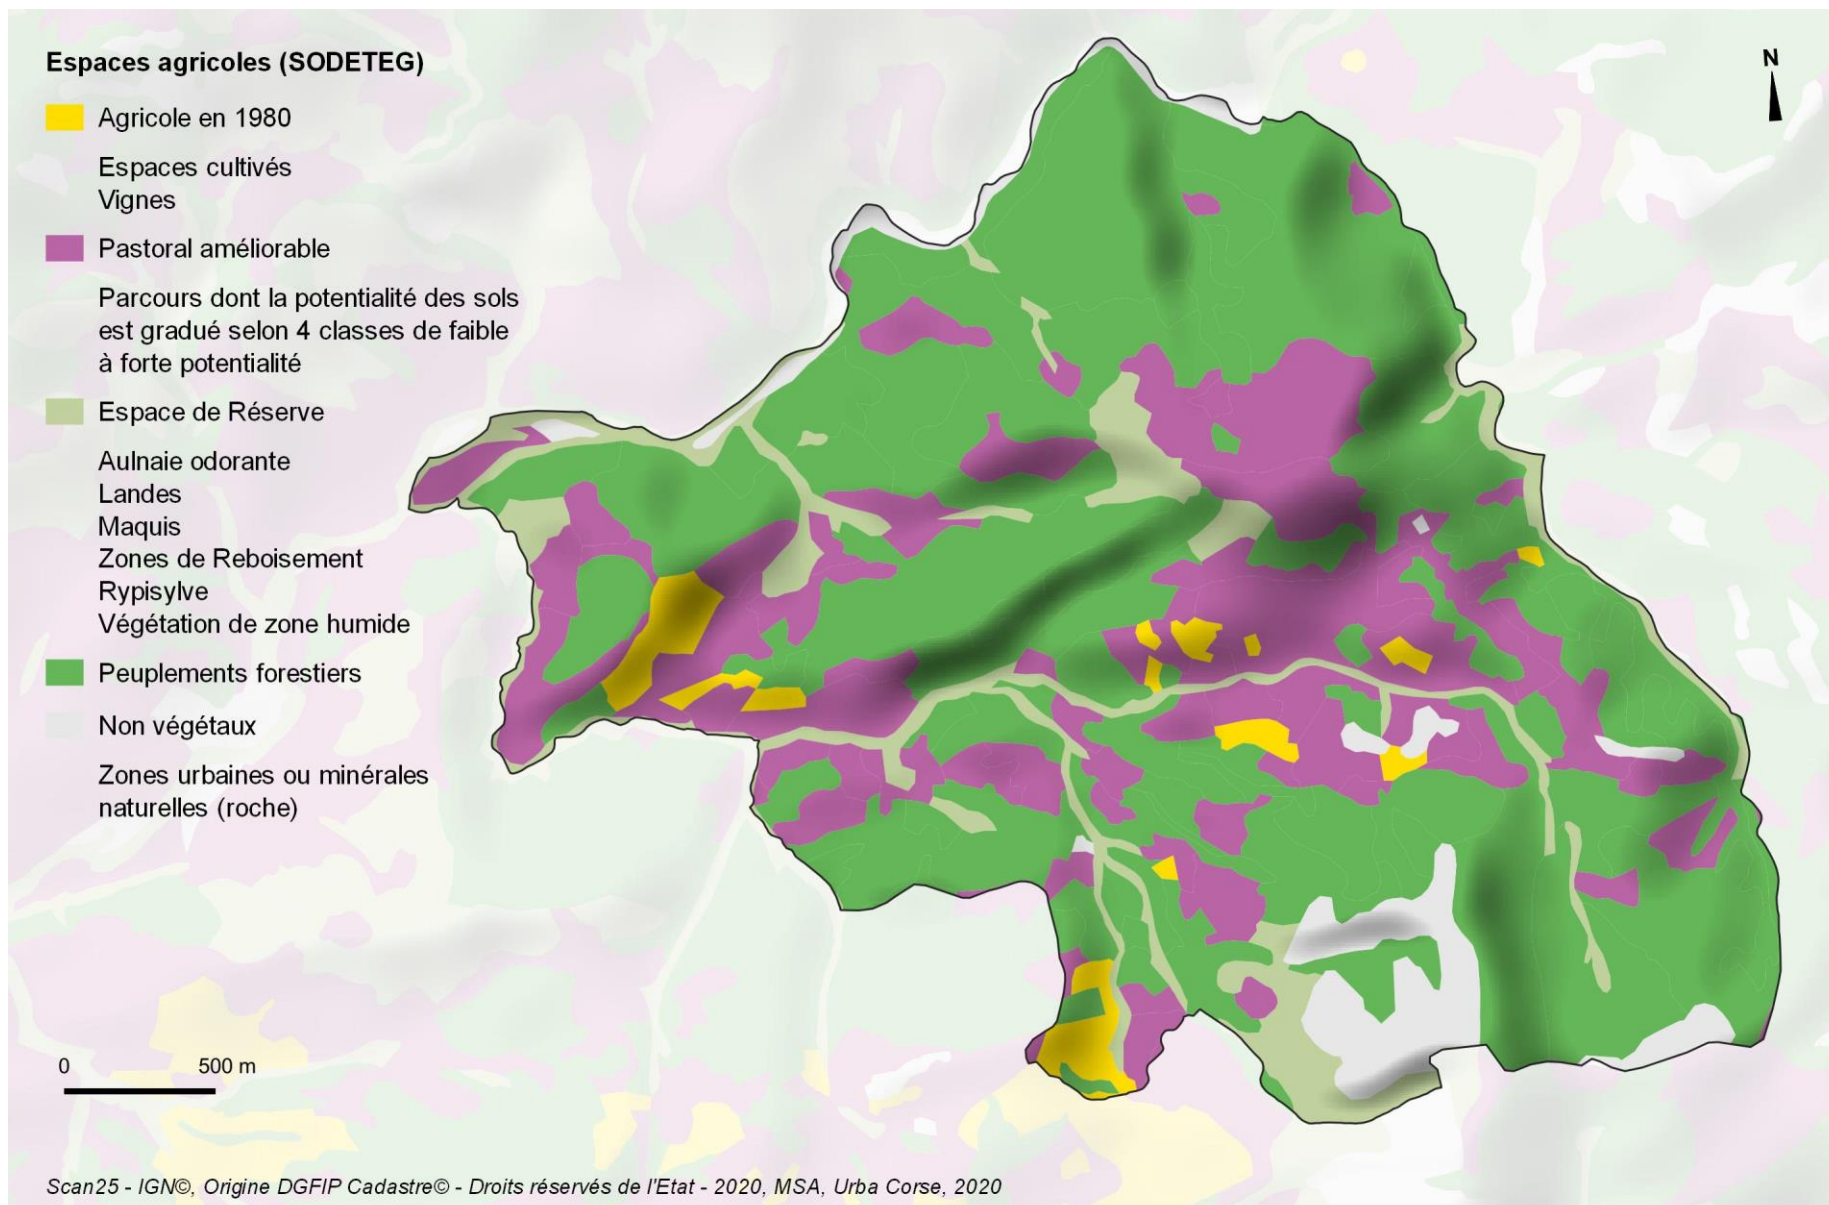 Espaces agricoles (SODETEG)
Agricole en 1980
Espaces cultivés
Vignes
Pastoral améliorable
Parcours dont la potentialité des sols
est gradué selon 4 classes de faible
à forte potentialité
Espace de Réserve
Aulnaie odorante
Landes
Maquis
Zones de Reboisement
Rypisylve
Végétation de zone humide
Peuplements forestiers
Non végétaux
Zones urbaines ou minérales
naturelles (roche)
N
0 500 m
Scan25 - IGN©, Origine DGFIP Cadastre© - Droits réservés de l'Etat - 2020, MSA, Urba Corse, 2020